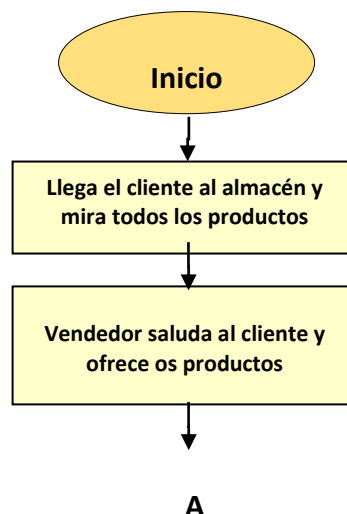 Inicio
Llega el cliente al almacén y
mira todos los productos
Vendedor saluda al cliente y
ofrece os productos
A